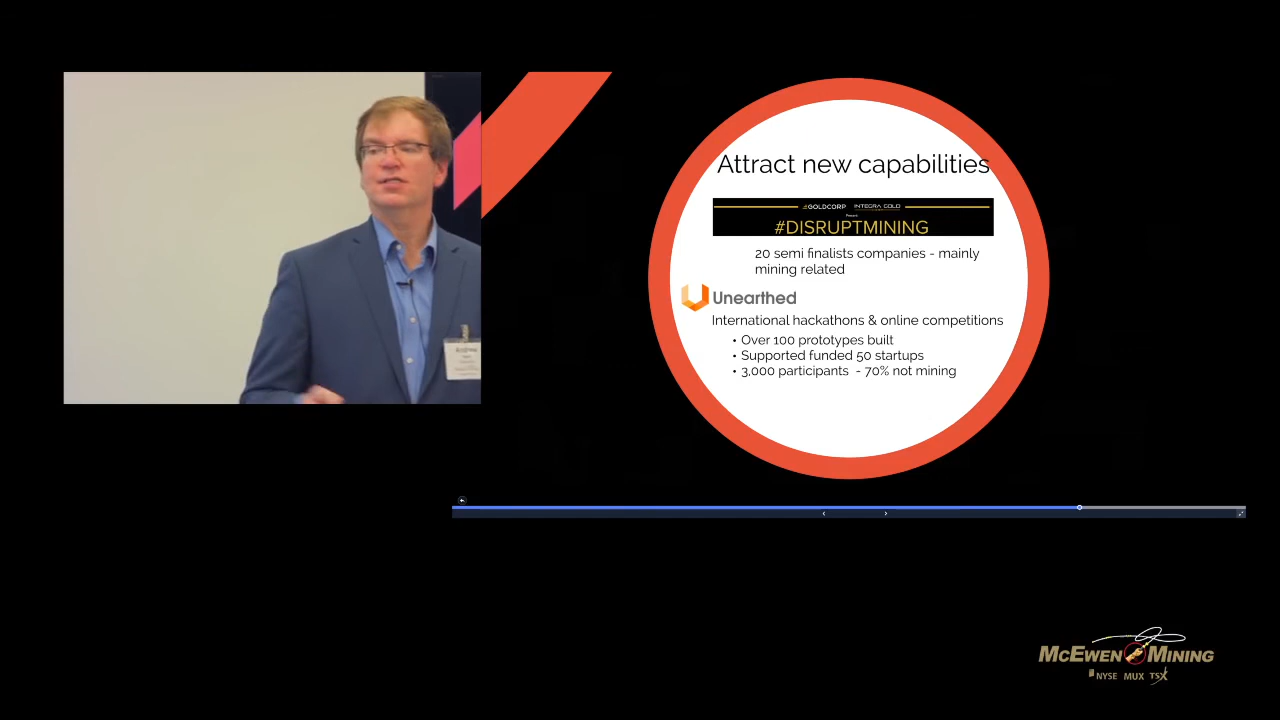 Attract new capabilities
GOLDCORP INTEGRA GOLD
Present
#DISRUPTMINING
20 semi finalists companies - mainly
mining related
Unearthed
International hackathons & online competitions
• Over 100 prototypes built
• Supported funded 50 startups
• 3,000 participants - 70% not mining
MCEWEN MINING
NYSE MUX TSX